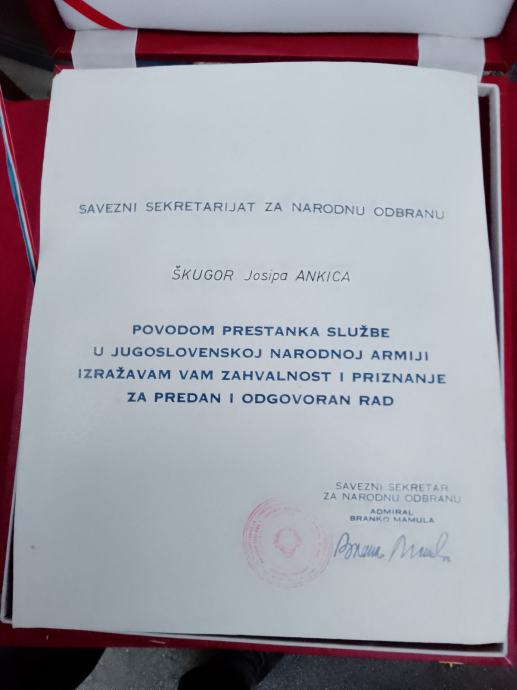 SAVEZNI SEKRETARIJAT ZA NARODNU ODBRANU
ŠKUGOR Josipa ANKICA
POVODOM PRESTANKA SLUŽBE
U JUGOSLOVENSKOJ NARODNOJ ARMIJI
IZRAŽAVAM VAM ZAHVALNOST I PRIZNANJE
ZA PREDAN I ODGOVORAN RAD
SAVEZNI SEKRETAR
ZA NARODNU ODBRANU
ADMIRAL
BRANKO MAMULA